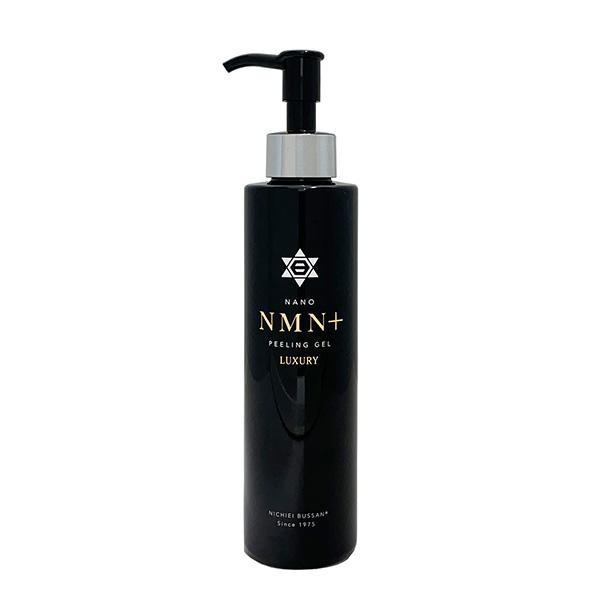 NANO
NMN+
PEELING GEL
LUXURY
NICHIEI BUSSAN®
Since 1975